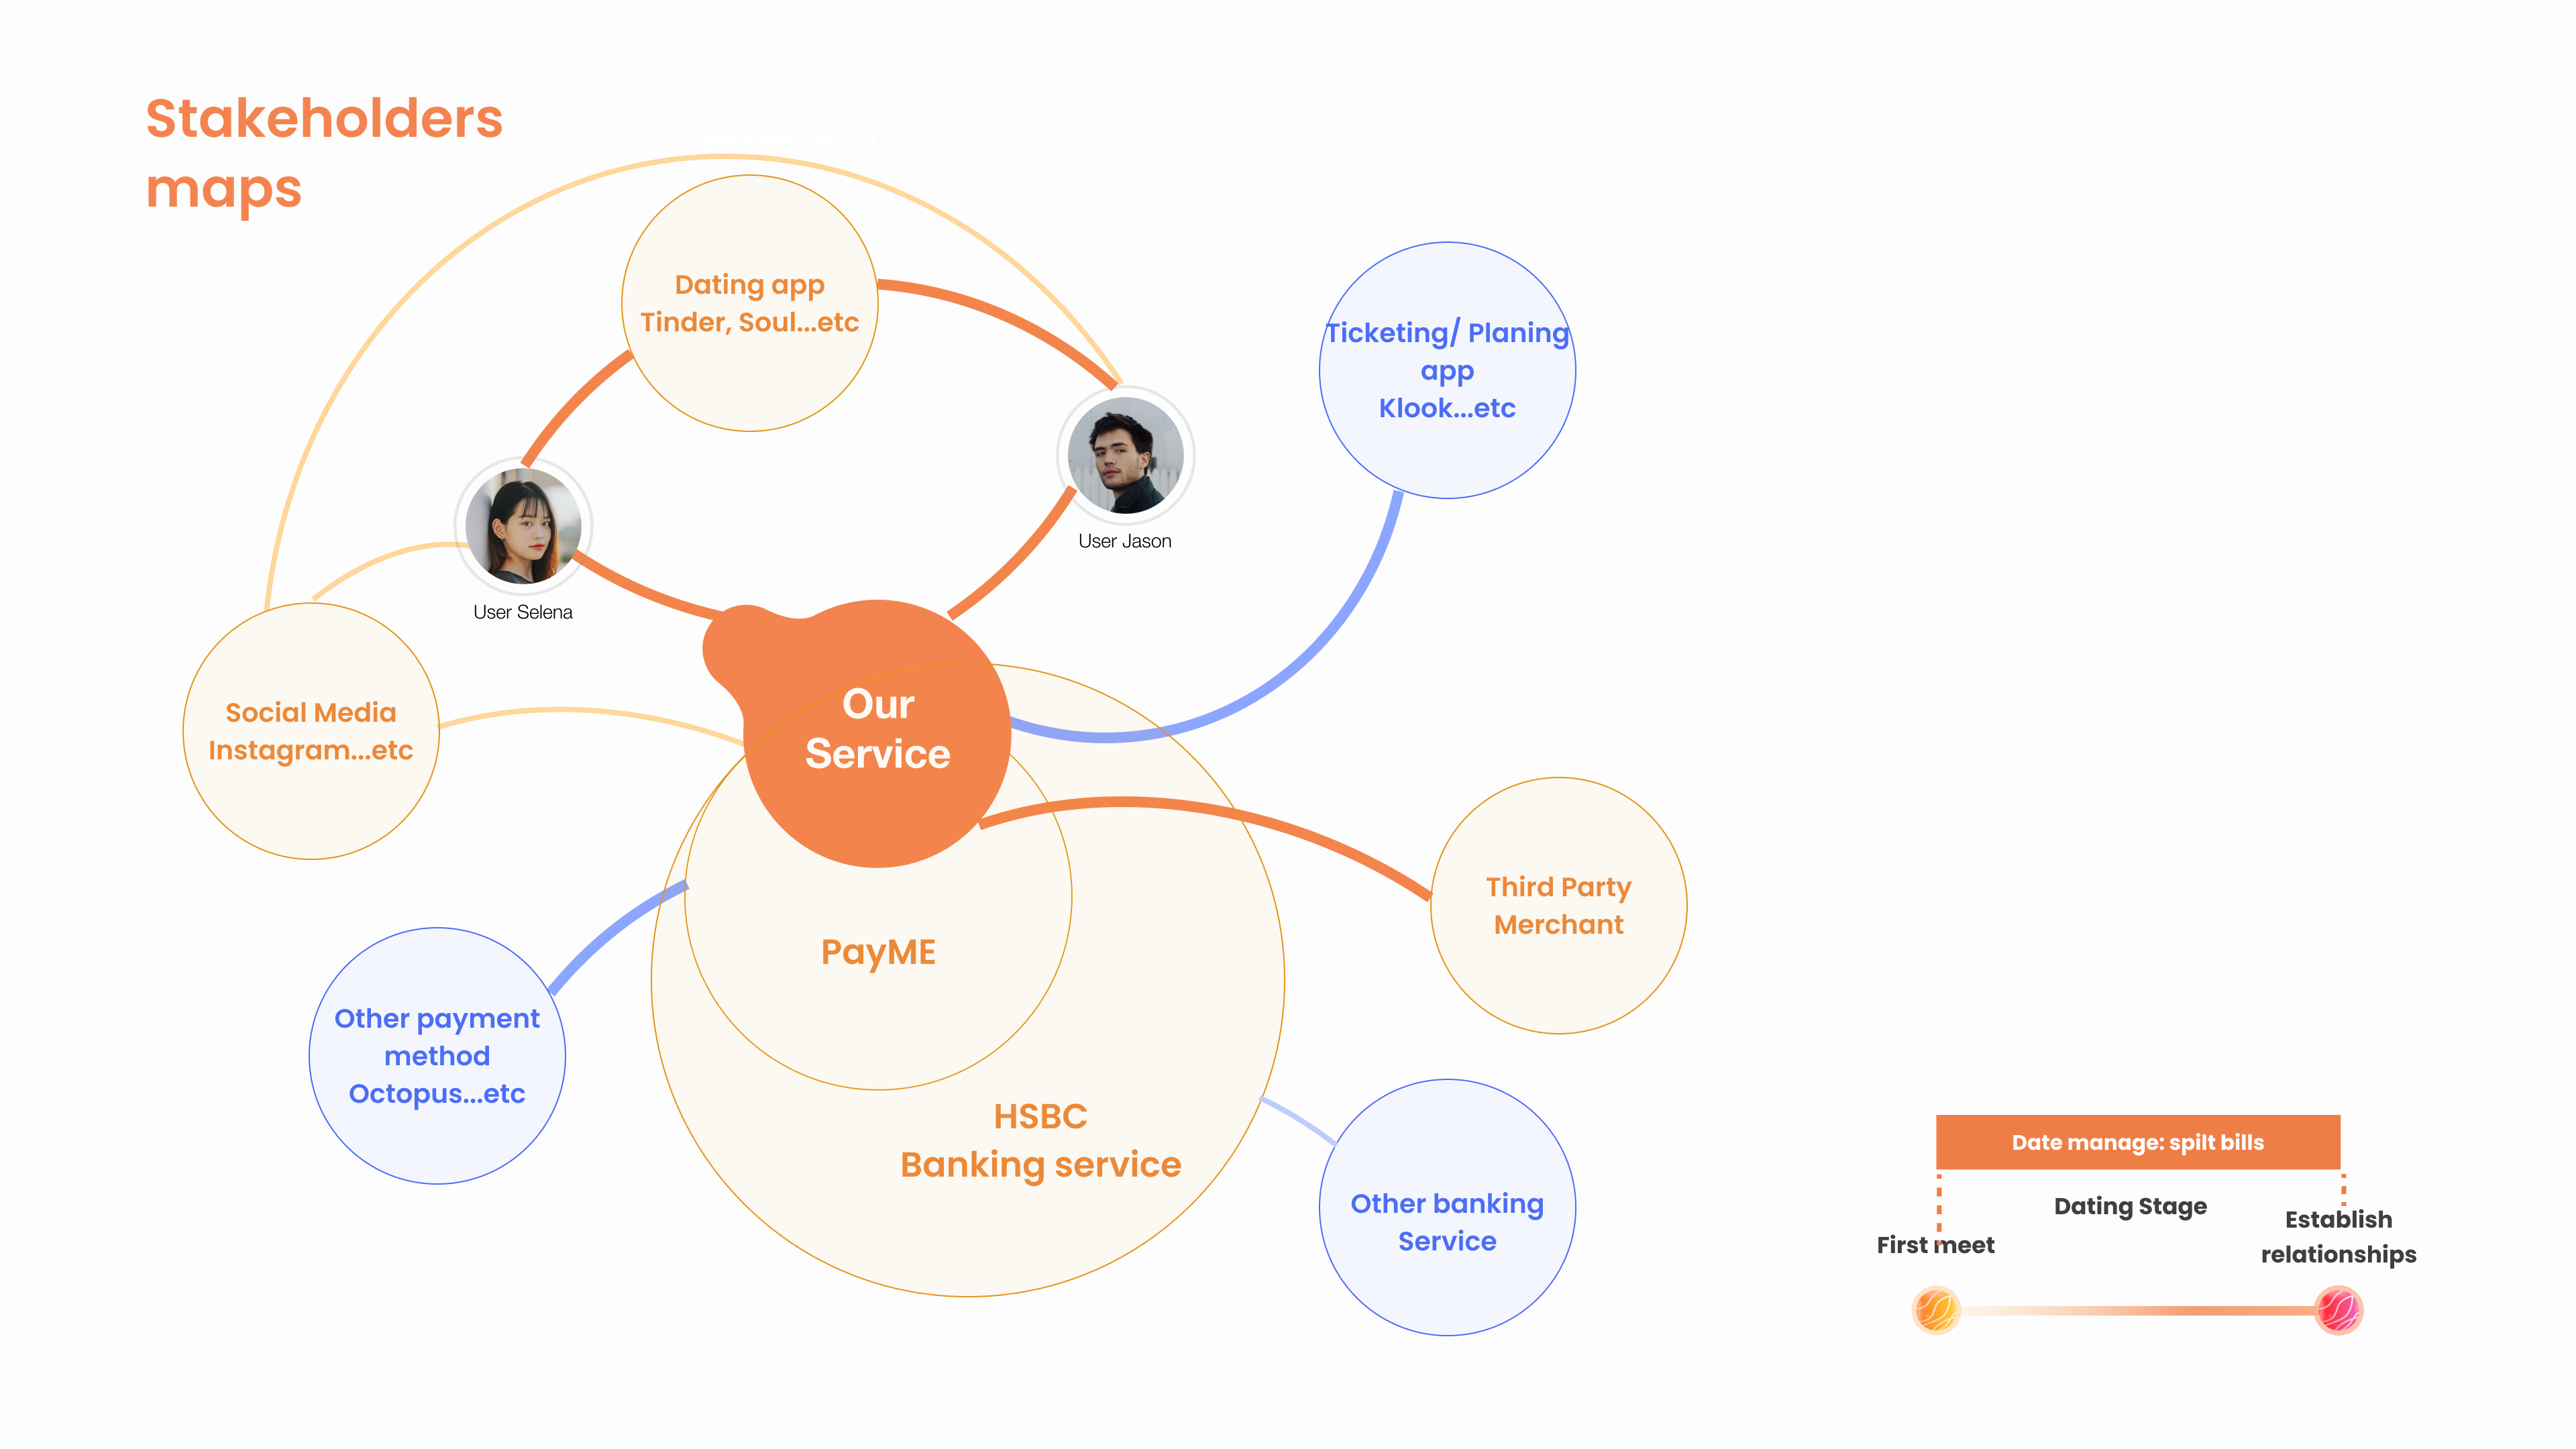 Stakeholders
maps
Dating app
Tinder, Soul...etc
Ticketing/ Planing
app
Klook...etc
User Jason
User Selena
Social Media
Instagram...etc
Our
Service
Third Party
Merchant
PayME
Other payment
method
Octopus...etc
HSBC
Banking service
Other banking
Service
Date manage: spilt bills
Dating Stage
First meet
Establish
relationships